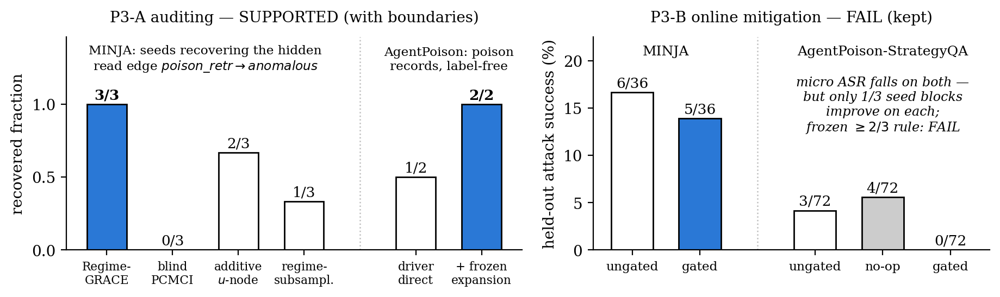 P3-A auditing — SUPPORTED (with boundaries)
MINJA: seeds recovering the hidden
read edge poison_retr→anomalous
AgentPoison: poison
records, label-free
recovered fraction
1.0
0.5
0.0
3/3
0/3
2/3
1/3
1/2
2/2
Regime-
GRACE
blind
PCMCI
additive
u-node
regime-
subsampl.
driver
direct
+ frozen
expansion
P3-B online mitigation — FAIL (kept)
MINJA
AgentPoison-StrategyQA
micro ASR falls on both —
but only 1/3 seed blocks
improve on each;
frozen ≥2/3 rule: FAIL
held-out attack success (%)
20
15
10
5
0
6/36
5/36
3/72
4/72
0/72
ungated
gated
ungated
no-op
gated